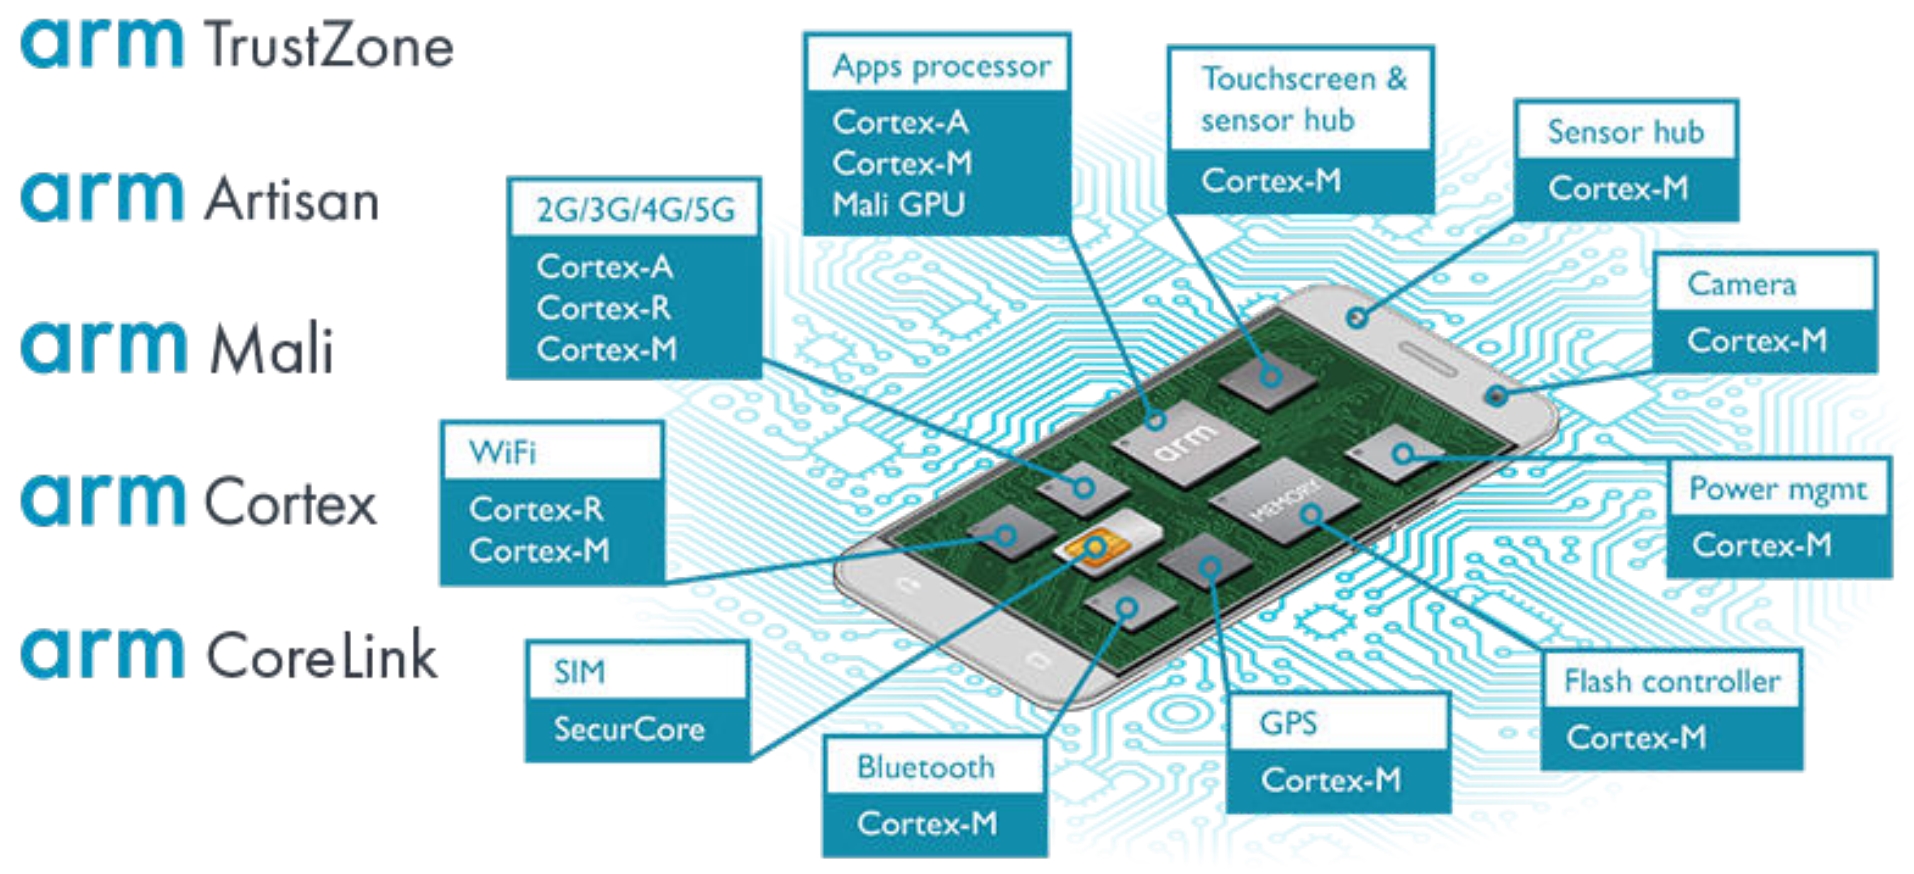 arm TrustZone
arm Artisan
arm Mali
arm Cortex
arm CoreLink
Apps processor
Cortex-A
Cortex-M
Mali GPU
Touchscreen &
sensor hub
Cortex-M
Sensor hub
Cortex-M
2G/3G/4G/5G
Cortex-A
Cortex-R
Cortex-M
Camera
Cortex-M
WiFi
Cortex-R
Cortex-M
arm
MEMORY
Power mgmt
Cortex-M
SIM
SecurCore
Bluetooth
Cortex-M
GPS
Cortex-M
Flash controller
Cortex-M